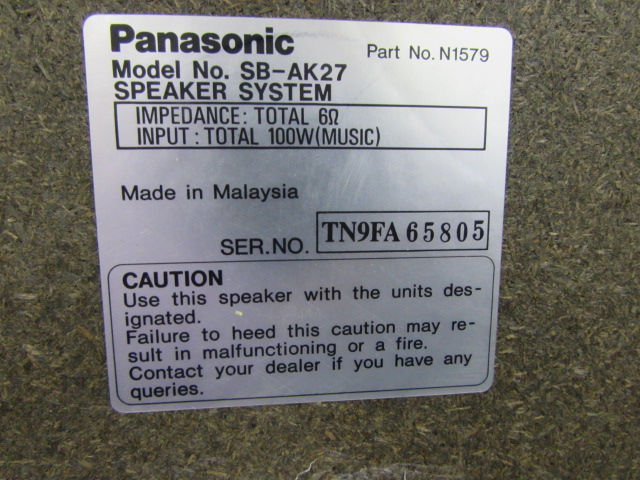 Panasonic
Part No. N1579
Model No. SB-AK27
SPEAKER SYSTEM
IMPEDANCE: TOTAL 6Ω
INPUT : TOTAL 100W(MUSIC)
Made in Malaysia
SER.NO. TN9FA 65805
CAUTION
Use this speaker with the units des-
ignated.
Failure to heed this caution may re-
sult in malfunctioning or a fire.
Contact your dealer if you have any
queries.